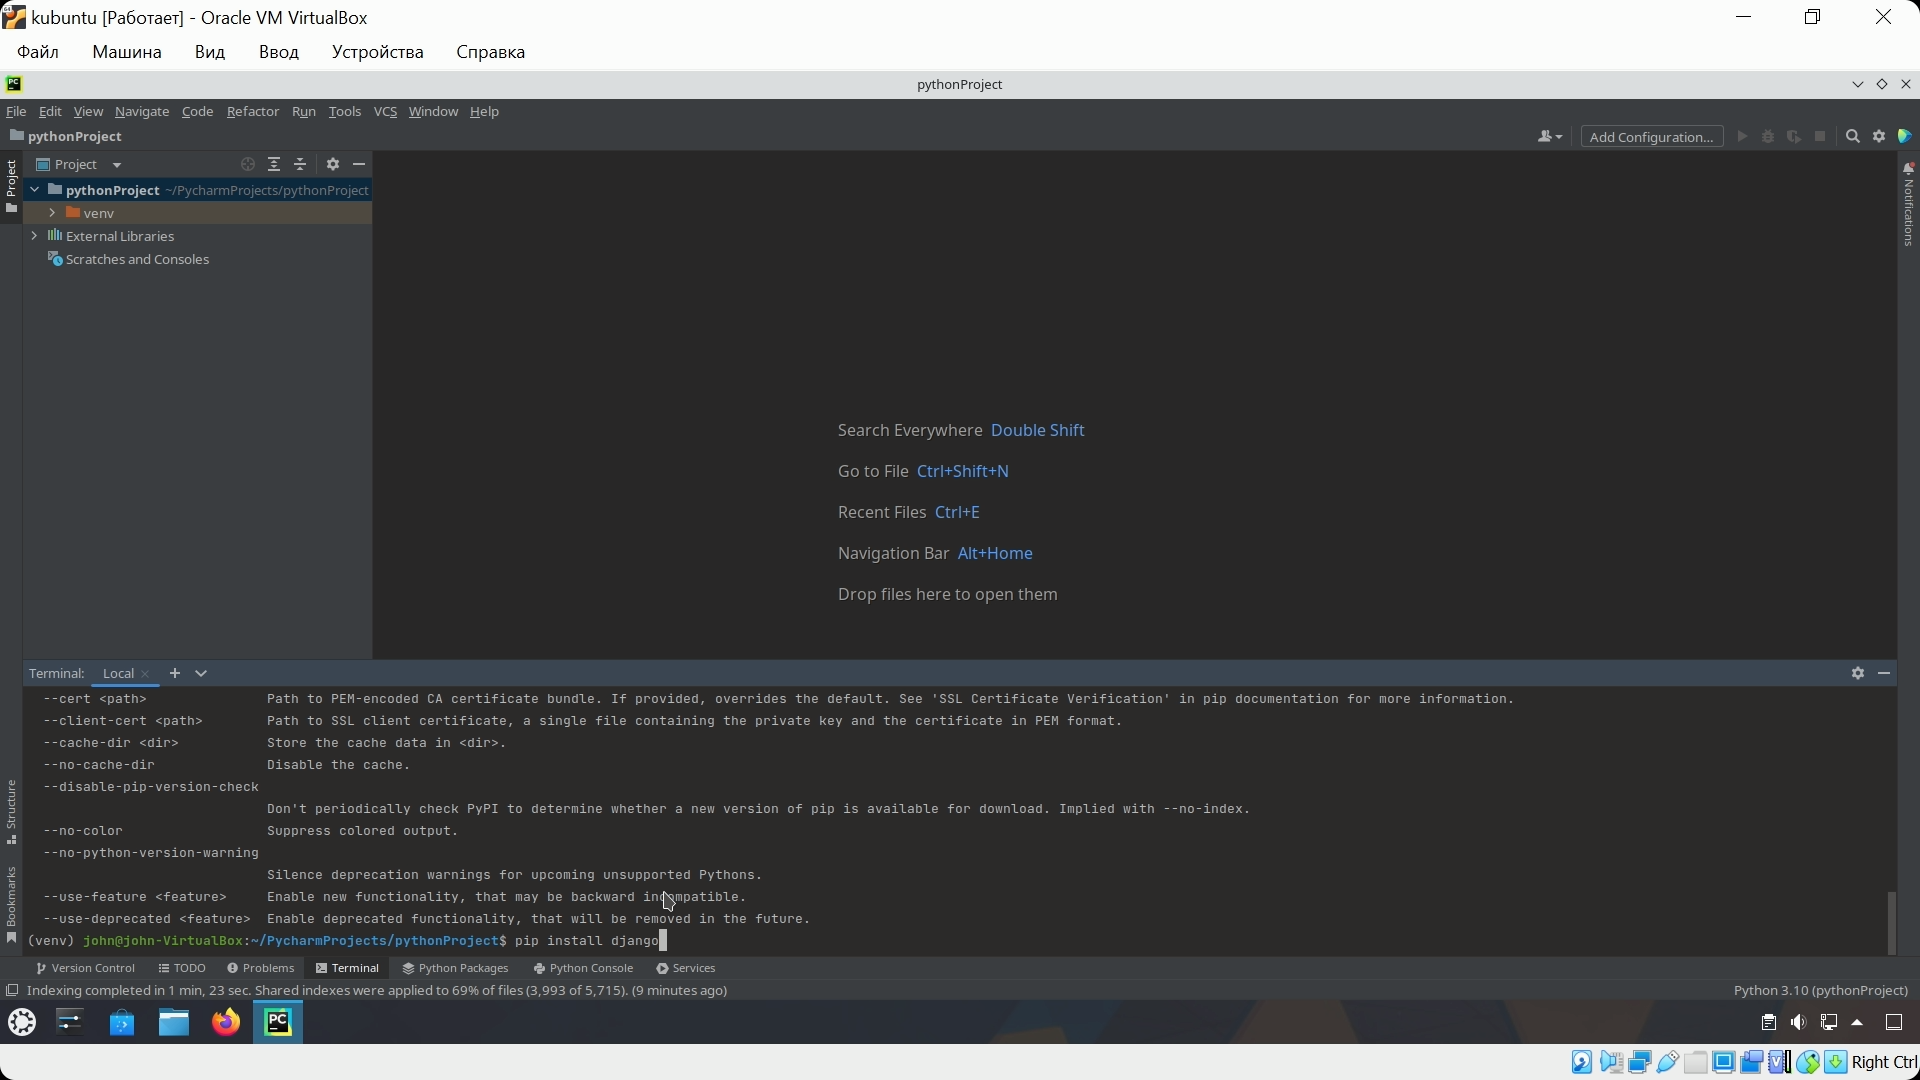 kubuntu [Работает] - Oracle VM VirtualBox
Файл Машина Вид Ввод Устройства Справка
PC pythonProject
File Edit View Navigate Code Refactor Run Tools VCS Window Help
pythonProject Add Configuration...
Project Project
pythonProject ~/PycharmProjects/pythonProject
venv
External Libraries
Scratches and Consoles
Notifications
Search Everywhere Double Shift
Go to File Ctrl+Shift+N
Recent Files Ctrl+E
Navigation Bar Alt+Home
Drop files here to open them
Terminal: Local
Structure
Bookmarks
--cert <path> Path to PEM-encoded CA certificate bundle. If provided, overrides the default. See 'SSL Certificate Verification' in pip documentation for more information.
--client-cert <path> Path to SSL client certificate, a single file containing the private key and the certificate in PEM format.
--cache-dir <dir> Store the cache data in <dir>.
--no-cache-dir Disable the cache.
--disable-pip-version-check
Don't periodically check PyPI to determine whether a new version of pip is available for download. Implied with --no-index.
--no-color Suppress colored output.
--no-python-version-warning
Silence deprecation warnings for upcoming unsupported Pythons.
--use-feature <feature> Enable new functionality, that may be backward incompatible.
--use-deprecated <feature> Enable deprecated functionality, that will be removed in the future.
(venv) john@john-VirtualBox:~/PycharmProjects/pythonProject$ pip install django
Version Control TODO Problems Terminal Python Packages Python Console Services
Indexing completed in 1 min, 23 sec. Shared indexes were applied to 69% of files (3,993 of 5,715). (9 minutes ago) Python 3.10 (pythonProject)
PC
Right Ctrl